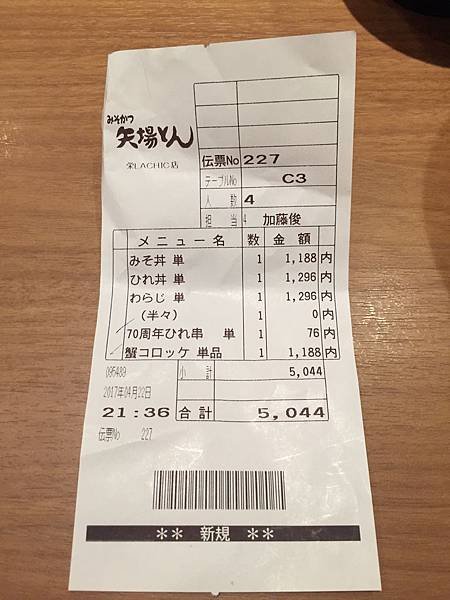 みそかつ
矢場とん
栄LACHIC店
伝票No 227
テーブルNo C3
人 数 4
担 当 4 加藤俊
メニュー名 数 金 額
みそ丼 単 1 1,188 内
ひれ丼 単 1 1,296 内
わらじ 単 1 1,296 内
(半々) 1 0 内
70周年ひれ串 単 1 76 内
蟹コロッケ 単品 1 1,188 内
095489 小 計 5,044
2017年04月22日
21:36 合計 5,044
伝票No 227
** 新規 **